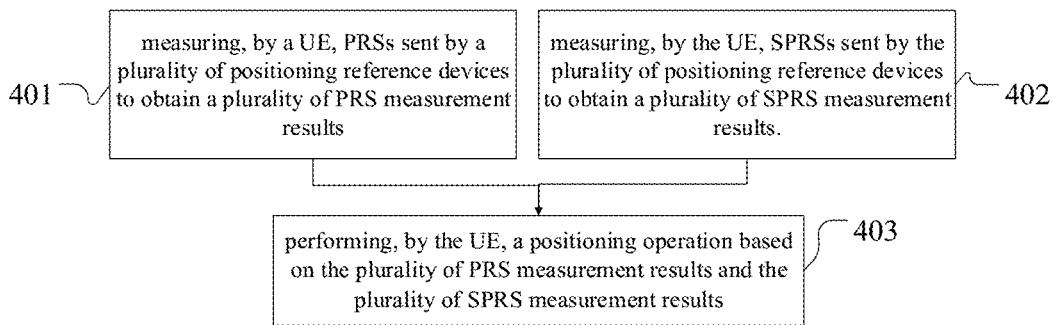 401
measuring, by a UE, PRSs sent by a
plurality of positioning reference devices
to obtain a plurality of PRS measurement
results
measuring, by the UE, SPRSs sent by the
plurality of positioning reference devices
to obtain a plurality of SPRS measurement
results.
402
performing, by the UE, a positioning operation based
on the plurality of PRS measurement results and the
plurality of SPRS measurement results
403